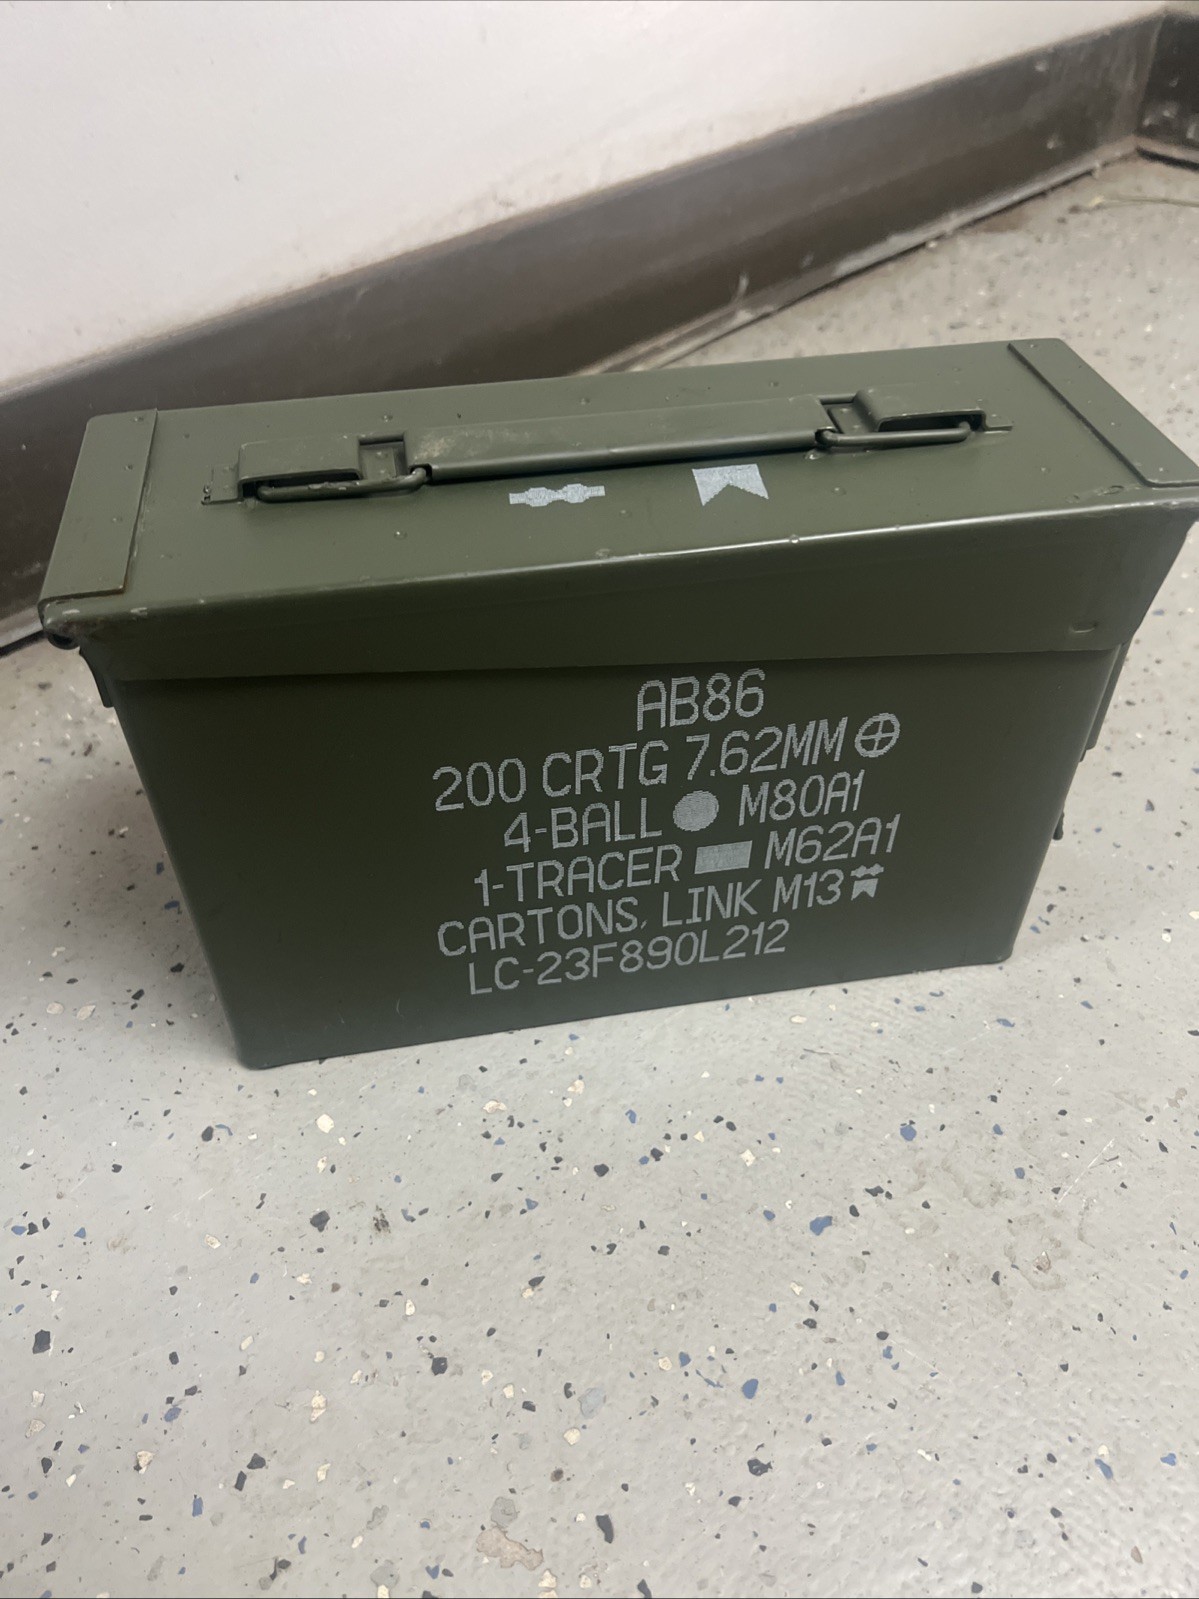 AB86
200 CRTG 7.62MM
4-BALL M80A1
1-TRACER M62A1
CARTONS, LINK M13
LC-23F890L212